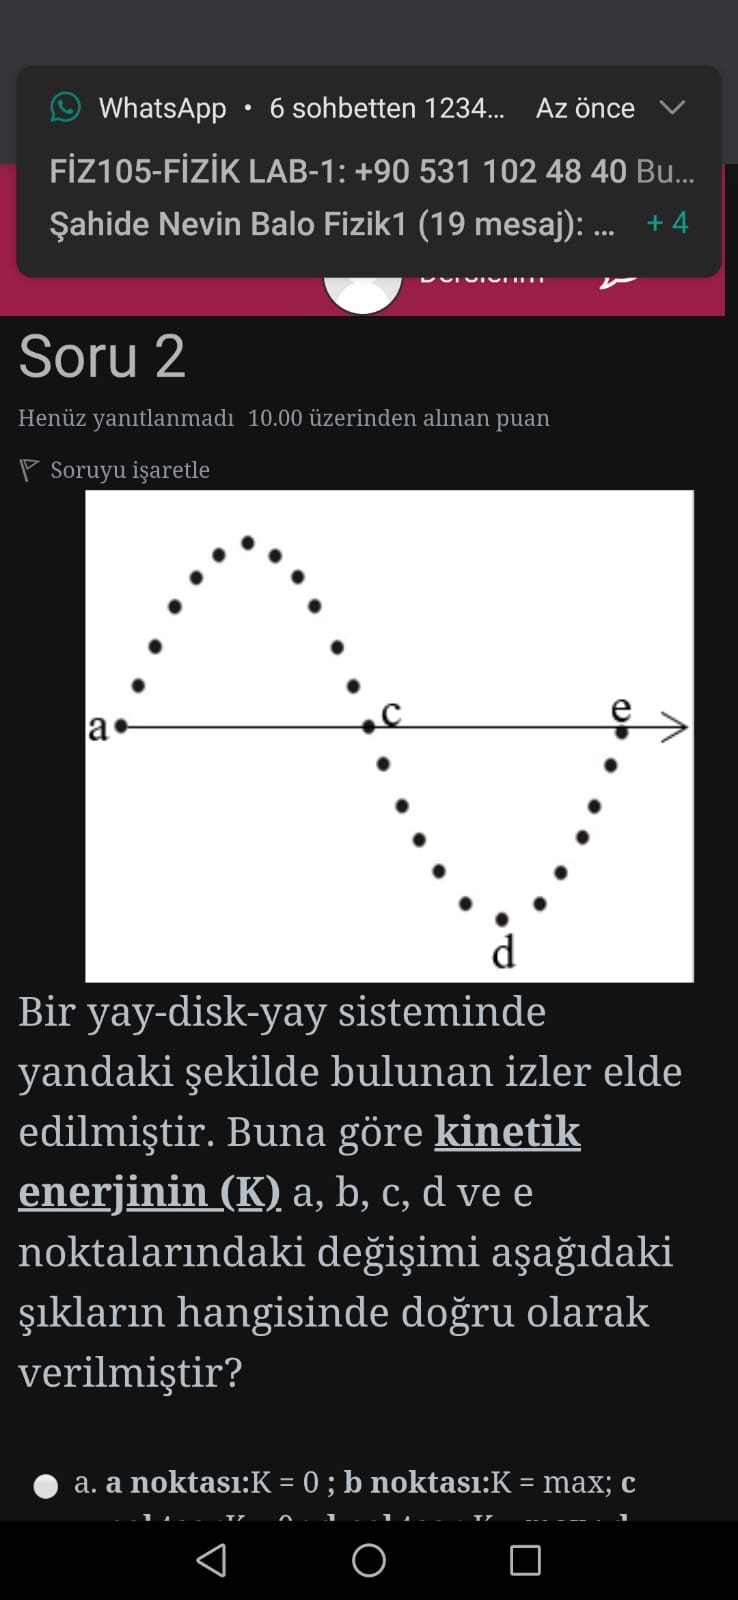 WhatsApp • 6 sohbetten 1234... Az önce
FİZ105-FİZİK LAB-1: +90 531 102 48 40 Bu...
Şahide Nevin Balo Fizik1 (19 mesaj): ... + 4
Derslerim
Soru 2
Henüz yanıtlanmadı 10.00 üzerinden alınan puan
Soruyu işaretle
a
c
e
d
Bir yay-disk-yay sisteminde
yandaki şekilde bulunan izler elde
edilmiştir. Buna göre kinetik
enerjinin (K) a, b, c, d ve e
noktalarındaki değişimi aşağıdaki
şıkların hangisinde doğru olarak
verilmiştir?
a. a noktası:K = 0 ; b noktası:K = max; c